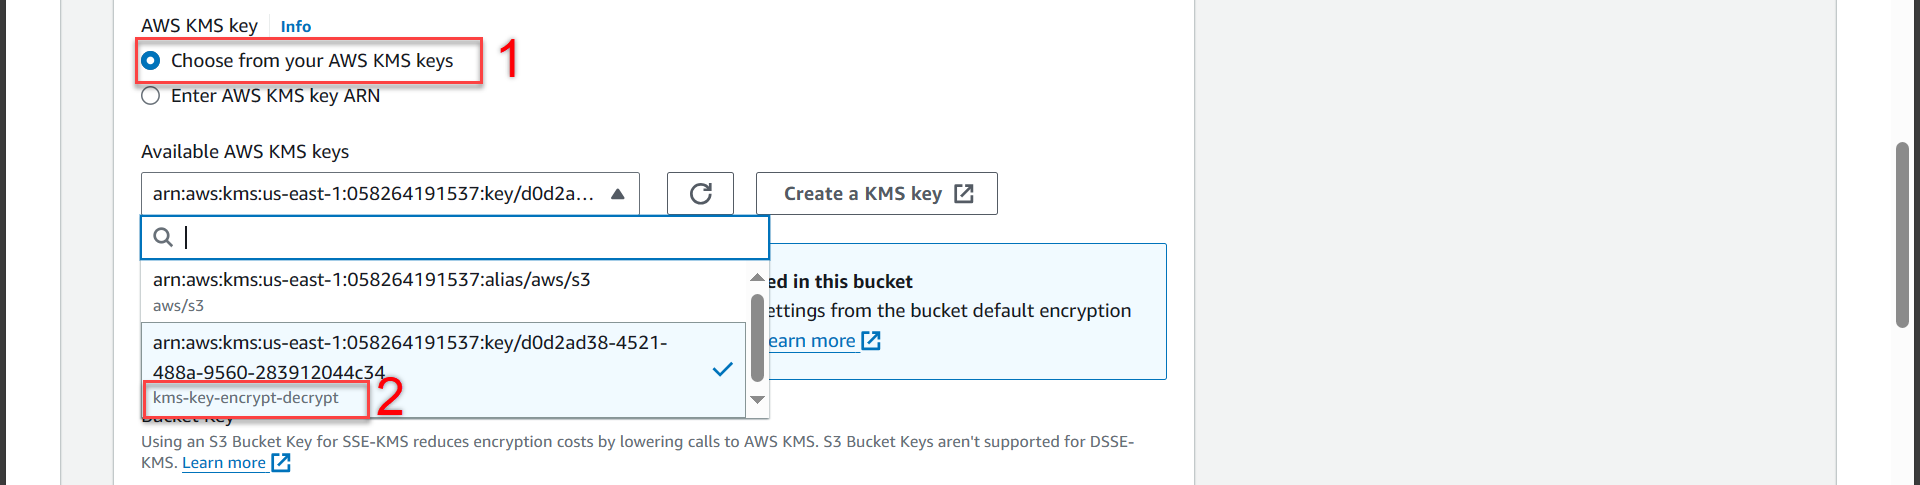 AWS KMS key Info
Choose from your AWS KMS keys 1
Enter AWS KMS key ARN
Available AWS KMS keys
arn:aws:kms:us-east-1:058264191537:key/d0d2a... Create a KMS key
arn:aws:kms:us-east-1:058264191537:alias/aws/s3
aws/s3
ed in this bucket
ettings from the bucket default encryption
earn more
arn:aws:kms:us-east-1:058264191537:key/d0d2ad38-4521-
488a-9560-283912044c34
kms-key-encrypt-decrypt 2
Bucket Key
Using an S3 Bucket Key for SSE-KMS reduces encryption costs by lowering calls to AWS KMS. S3 Bucket Keys aren't supported for DSSE-
KMS. Learn more